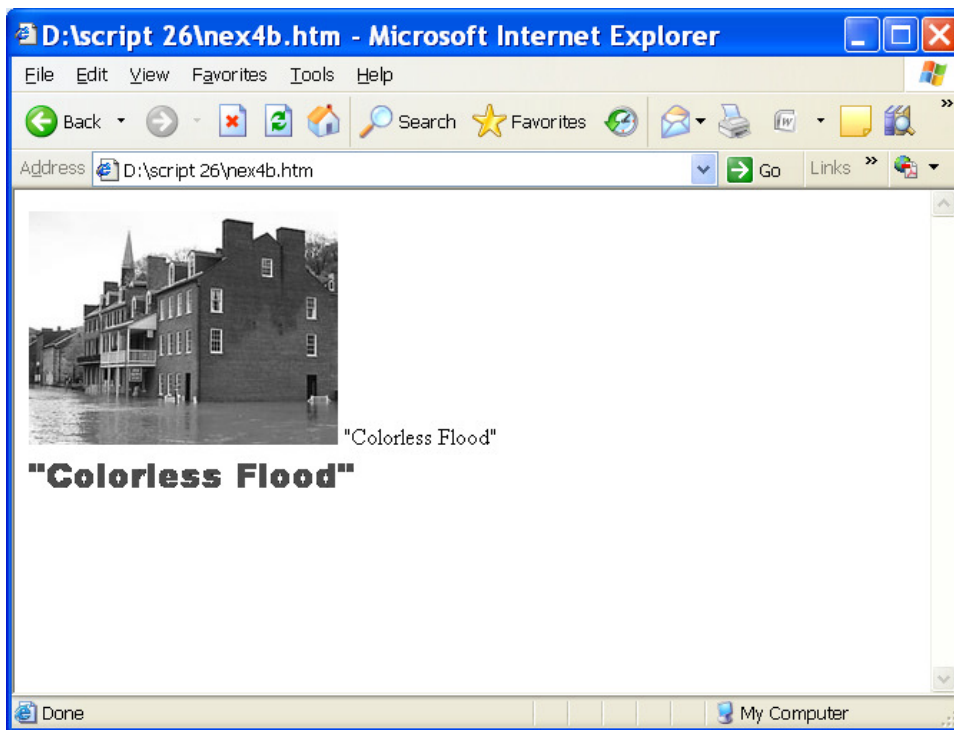 D:\script 26\nex4b.htm - Microsoft Internet Explorer
File Edit View Favorites Tools Help
Back Search Favorites »
Address D:\script 26\nex4b.htm Go Links »
"Colorless Flood"
"Colorless Flood"
Done My Computer